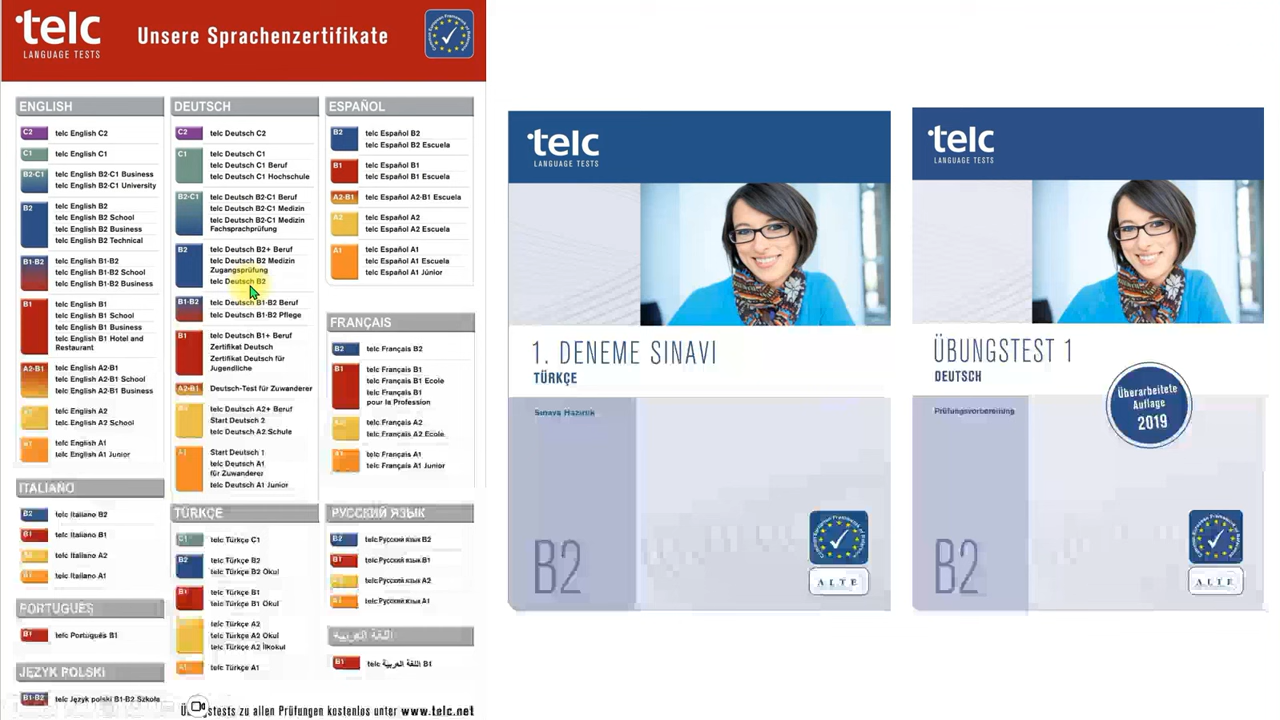 telc
LANGUAGE TESTS
Unsere Sprachenzertifikate
ENGLISH
C2
telc English C2
C1
telc English C1
B2·C1
telc English B2·C1 Business
telc English B2·C1 University
B2
telc English B2
telc English B2 School
telc English B2 Business
telc English B2 Technical
B1·B2
telc English B1·B2
telc English B1·B2 School
telc English B1·B2 Business
B1
telc English B1
telc English B1 School
telc English B1 Business
telc English B1 Hotel and
Restaurant
A2·B1
telc English A2·B1
telc English A2·B1 School
telc English A2·B1 Business
A2
telc English A2
telc English A2 School
A1
telc English A1
telc English A1 Junior
ITALIANO
B2
telc Italiano B2
B1
telc Italiano B1
A2
telc Italiano A2
A1
telc Italiano A1
PORTUGUÊS
B1
telc Português B1
JĘZYK POLSKI
B1·B2
telc Język polski B1·B2 Szkoła
DEUTSCH
C2
telc Deutsch C2
C1
telc Deutsch C1
telc Deutsch C1 Beruf
telc Deutsch C1 Hochschule
B2·C1
telc Deutsch B2·C1 Beruf
telc Deutsch B2·C1 Medizin
telc Deutsch B2·C1 Medizin
Fachsprachprüfung
B2
telc Deutsch B2+ Beruf
telc Deutsch B2 Medizin
Zugangsprüfung
telc Deutsch B2
B1·B2
telc Deutsch B1·B2 Beruf
telc Deutsch B1·B2 Pflege
B1
telc Deutsch B1+ Beruf
Zertifikat Deutsch
Zertifikat Deutsch für
Jugendliche
A2·B1
Deutsch-Test für Zuwanderer
A2
telc Deutsch A2+ Beruf
Start Deutsch 2
telc Deutsch A2 Schule
A1
Start Deutsch 1
telc Deutsch A1
für Zuwanderer
telc Deutsch A1 Junior
TÜRKÇE
C1
telc Türkçe C1
B2
telc Türkçe B2
telc Türkçe B2 Okul
B1
telc Türkçe B1
telc Türkçe B1 Okul
A2
telc Türkçe A2
telc Türkçe A2 Okul
telc Türkçe A2 İlkokul
A1
telc Türkçe A1
ESPAÑOL
B2
telc Español B2
telc Español B2 Escuela
B1
telc Español B1
telc Español B1 Escuela
A2·B1
telc Español A2·B1 Escuela
A2
telc Español A2
telc Español A2 Escuela
A1
telc Español A1
telc Español A1 Escuela
telc Español A1 Júnior
FRANÇAIS
B2
telc Français B2
B1
telc Français B1
telc Français B1 Ecole
telc Français B1
pour la Profession
A2
telc Français A2
telc Français A2 Ecole
A1
telc Français A1
telc Français A1 Junior
РУССКИЙ ЯЗЫК
B2
telc Русский язык B2
B1
telc Русский язык B1
A2
telc Русский язык A2
A1
telc Русский язык A1
اللغة العربية
B1
telc اللغة العربية B1
stests zu allen Prüfungen kostenlos unter www.telc.net
telc
LANGUAGE TESTS
1. DENEME SINAVI
TÜRKÇE
Sınava Hazırlık
B2
ALTE
telc
LANGUAGE TESTS
ÜBUNGSTEST 1
DEUTSCH
Überarbeitete
Auflage
2019
Prüfungsvorbereitung
B2
ALTE